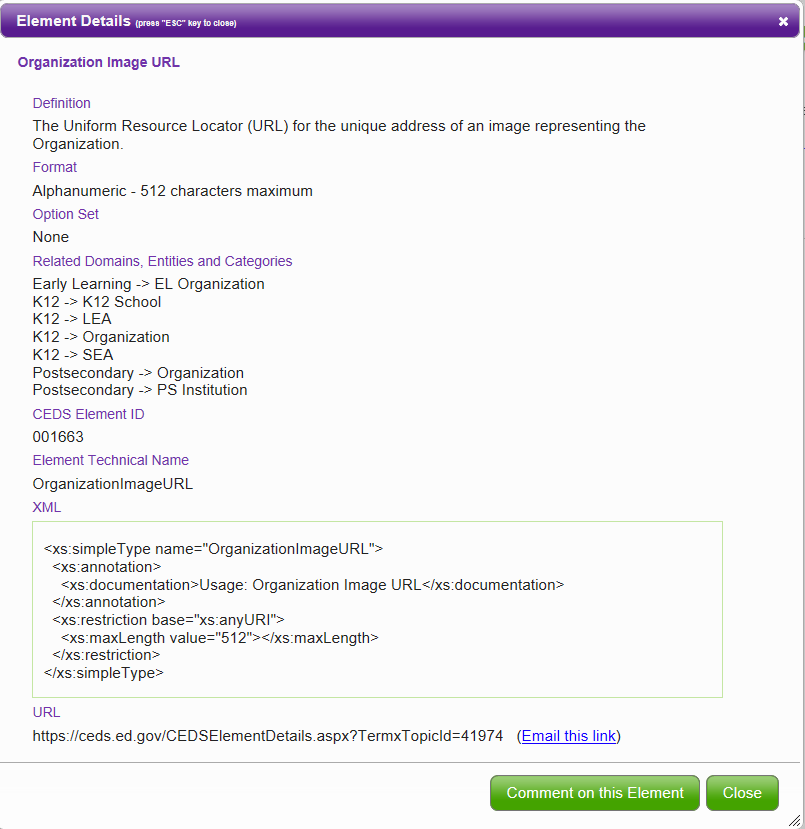 Element Details (press "ESC" key to close)
Organization Image URL
Definition
The Uniform Resource Locator (URL) for the unique address of an image representing the
Organization.
Format
Alphanumeric - 512 characters maximum
Option Set
None
Related Domains, Entities and Categories
Early Learning -> EL Organization
K12 -> K12 School
K12 -> LEA
K12 -> Organization
K12 -> SEA
Postsecondary -> Organization
Postsecondary -> PS Institution
CEDS Element ID
001663
Element Technical Name
OrganizationImageURL
XML
<xs:simpleType name="OrganizationImageURL">
<xs:annotation>
<xs:documentation>Usage: Organization Image URL</xs:documentation>
</xs:annotation>
<xs:restriction base="xs:anyURI">
<xs:maxLength value="512"></xs:maxLength>
</xs:restriction>
</xs:simpleType>
URL
https://ceds.ed.gov/CEDSElementDetails.aspx?TermxTopicId=41974 (Email this link)
Comment on this Element Close